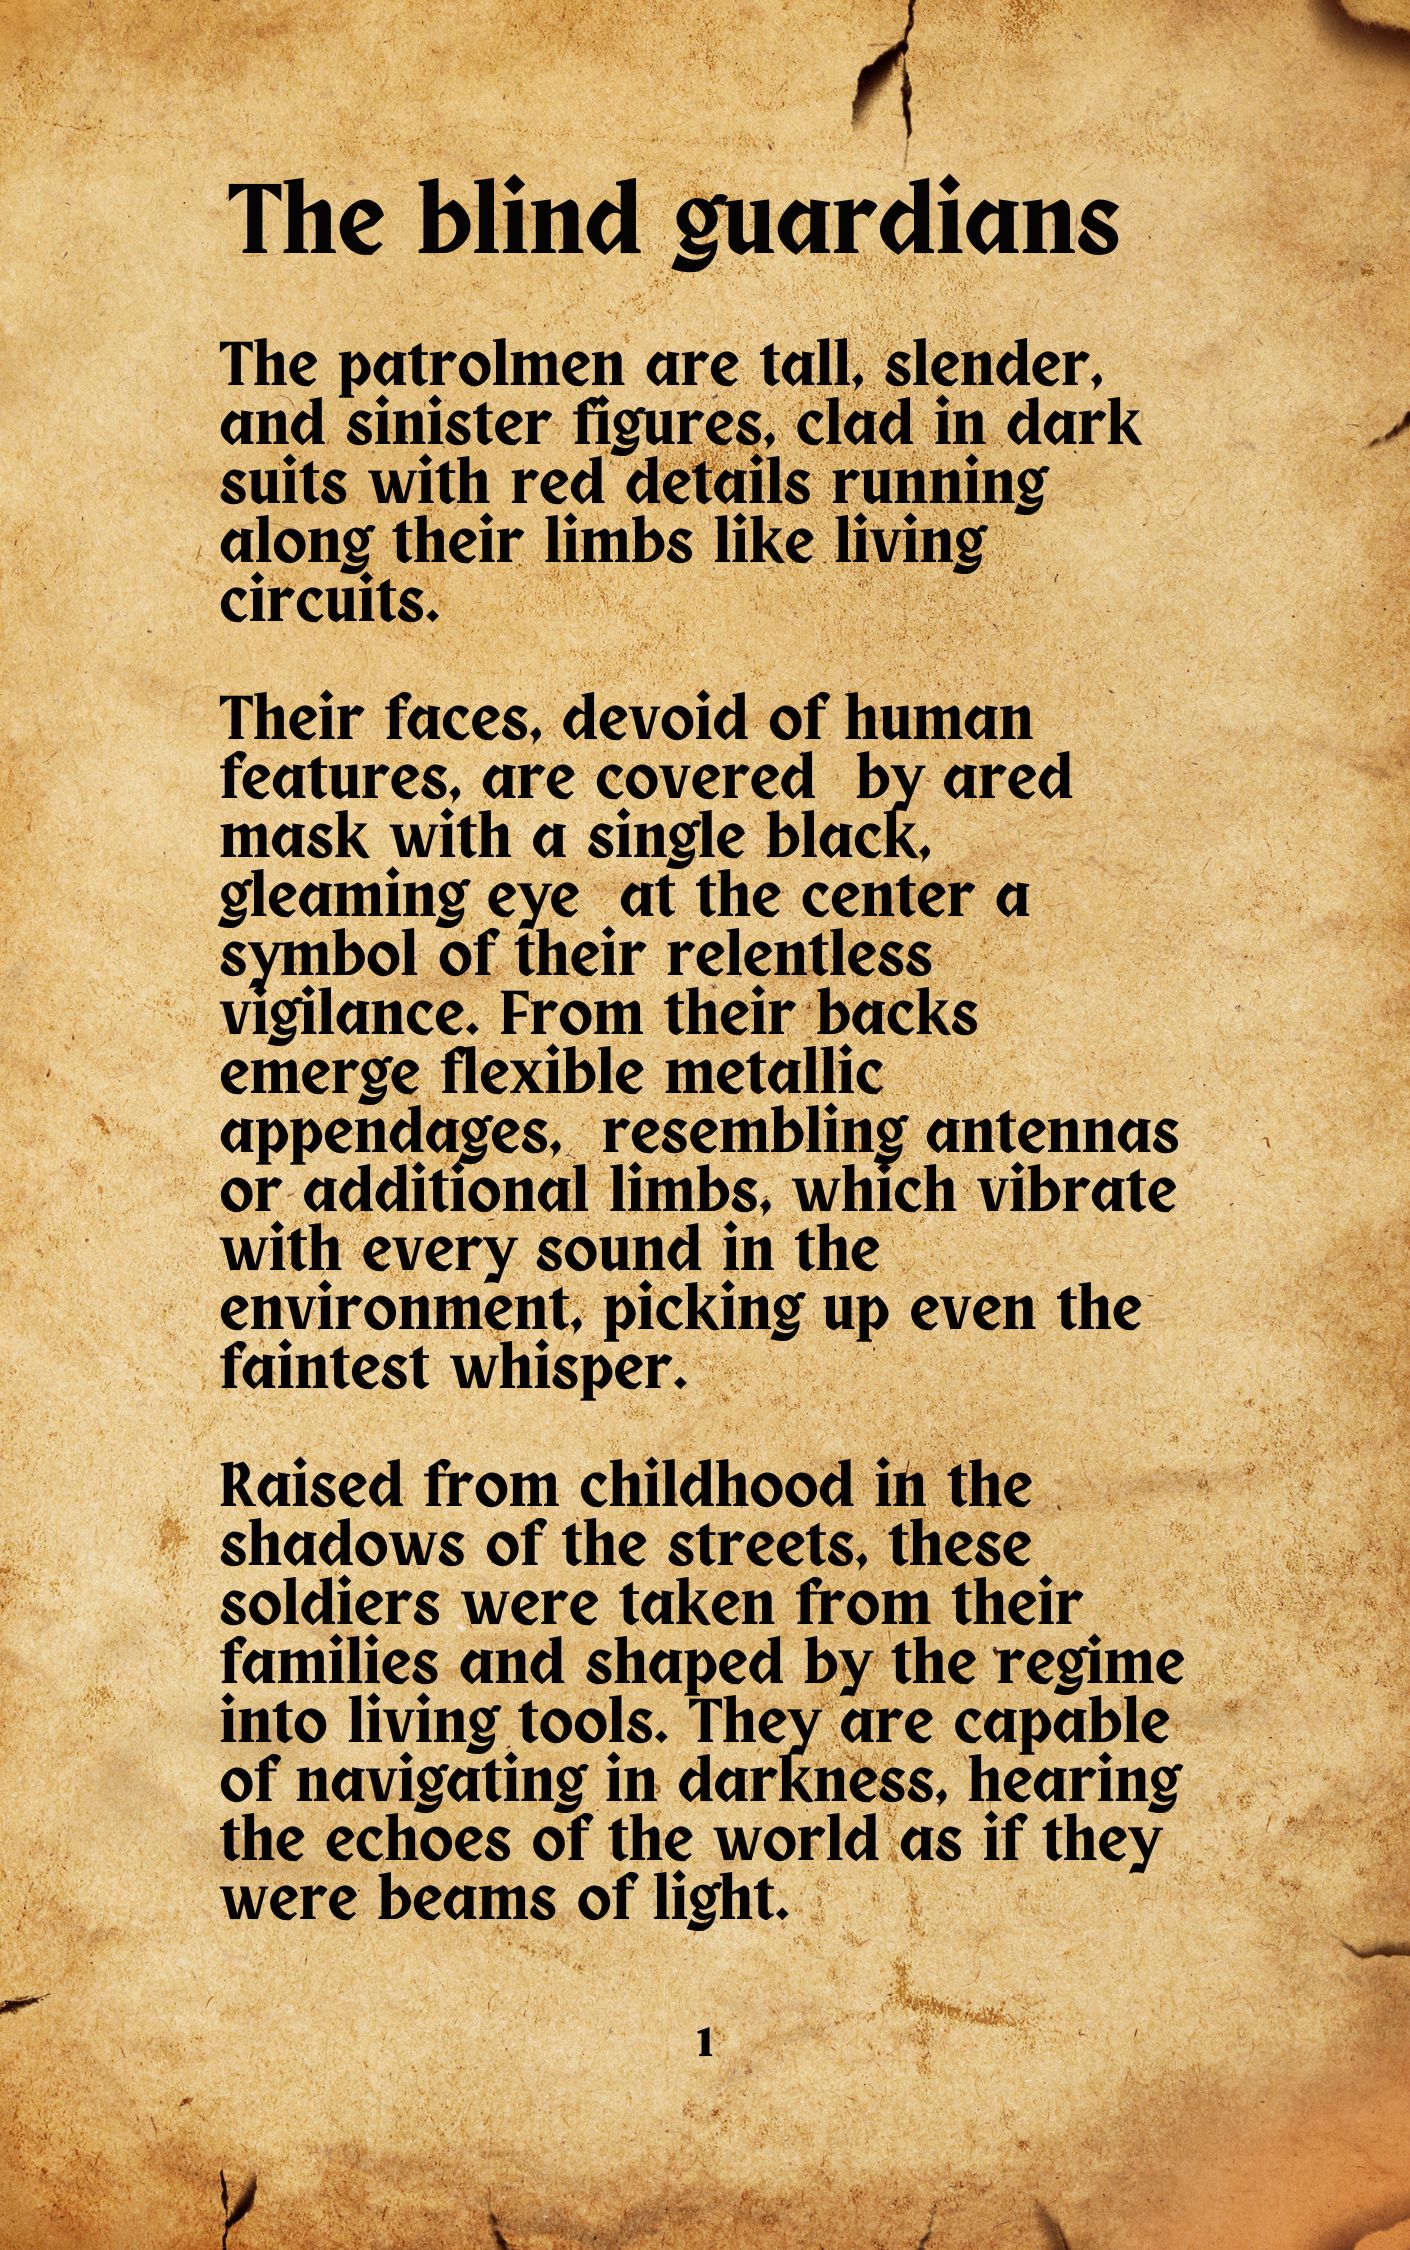 The blind guardians
The patrolmen are tall, slender,
and sinister figures, clad in dark
suits with red details running
along their limbs like living
circuits.
Their faces, devoid of human
features, are covered  by ared
mask with a single black,
gleaming eye  at the center a
symbol of their relentless
vigilance. From their backs
emerge flexible metallic
appendages,  resembling antennas
or additional limbs, which vibrate
with every sound in the
environment, picking up even the
faintest whisper.
Raised from childhood in the
shadows of the streets, these
soldiers were taken from their
families and shaped by the regime
into living tools. They are capable
of navigating in darkness, hearing
the echoes of the world as if they
were beams of light.
1